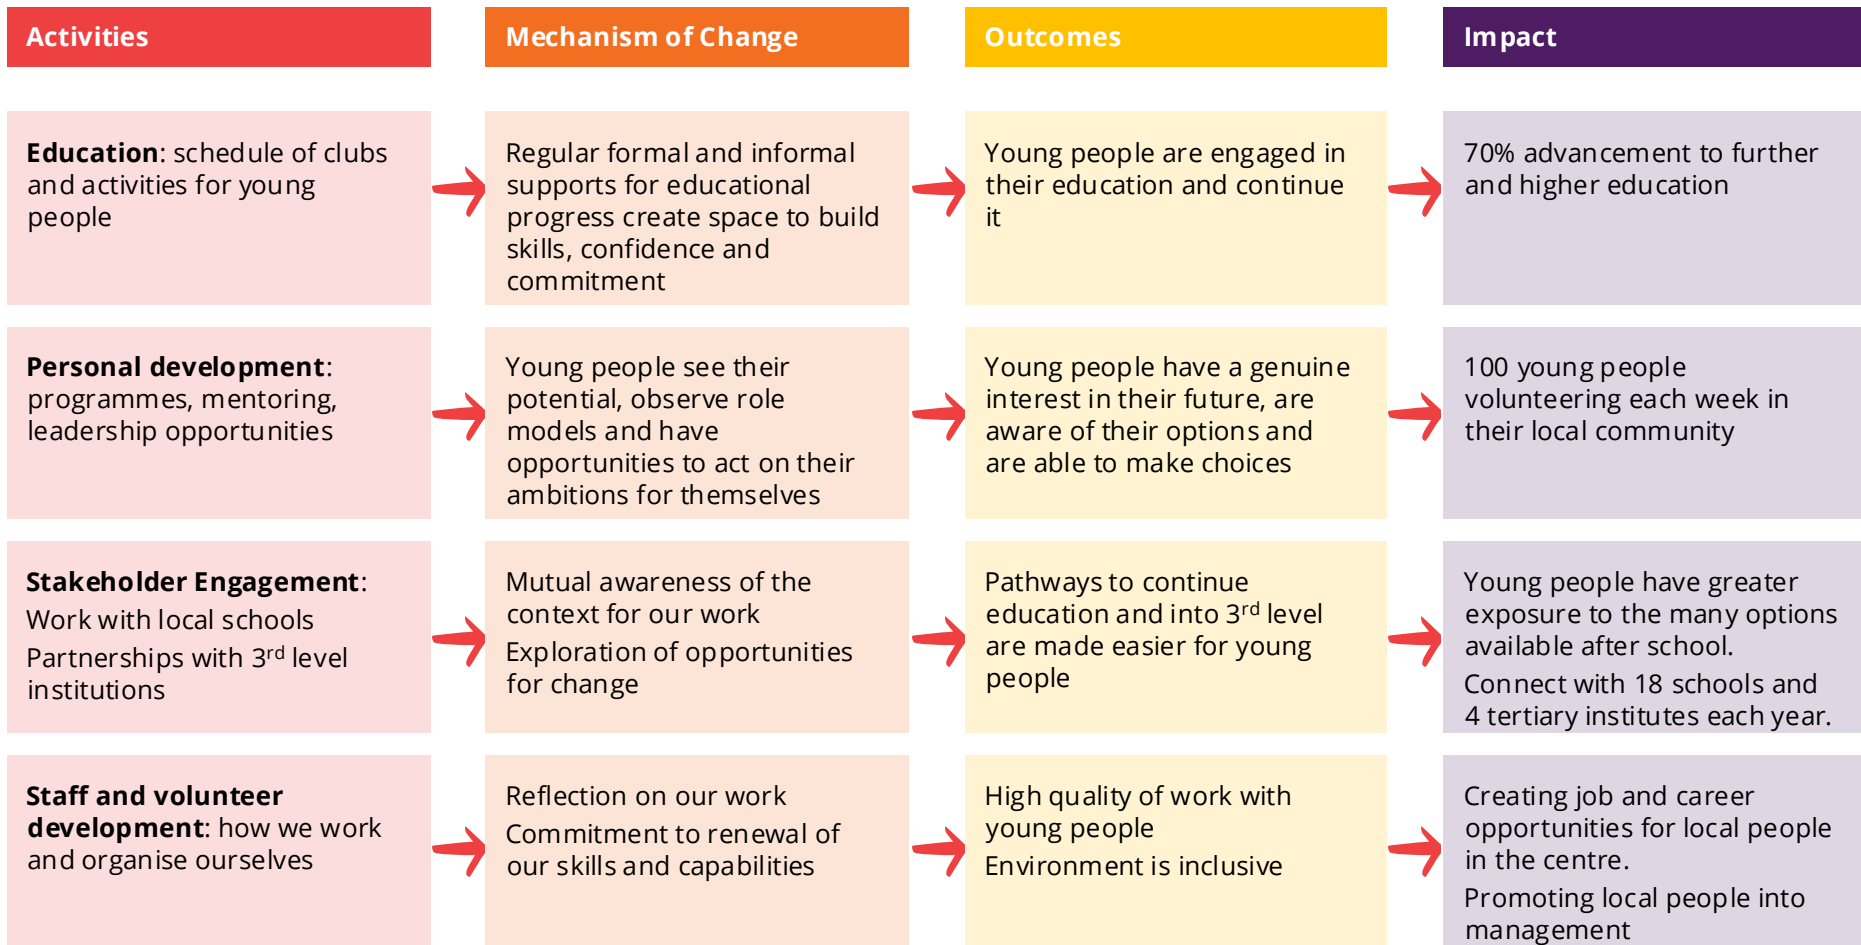 Activities
Mechanism of Change
Outcomes
Impact
Education: schedule of clubs
and activities for young
people
Regular formal and informal
supports for educational
progress create space to build
skills, confidence and
commitment
Young people are engaged in
their education and continue
it
70% advancement to further
and higher education
Personal development:
programmes, mentoring,
leadership opportunities
Young people see their
potential, observe role
models and have
opportunities to act on their
ambitions for themselves
Young people have a genuine
interest in their future, are
aware of their options and
are able to make choices
100 young people
volunteering each week in
their local community
Stakeholder Engagement:
Work with local schools
Partnerships with 3rd level
institutions
Mutual awareness of the
context for our work
Exploration of opportunities
for change
Pathways to continue
education and into 3rd level
are made easier for young
people
Young people have greater
exposure to the many options
available after school.
Connect with 18 schools and
4 tertiary institutes each year.
Staff and volunteer
development: how we work
and organise ourselves
Reflection on our work
Commitment to renewal of
our skills and capabilities
High quality of work with
young people
Environment is inclusive
Creating job and career
opportunities for local people
in the centre.
Promoting local people into
management